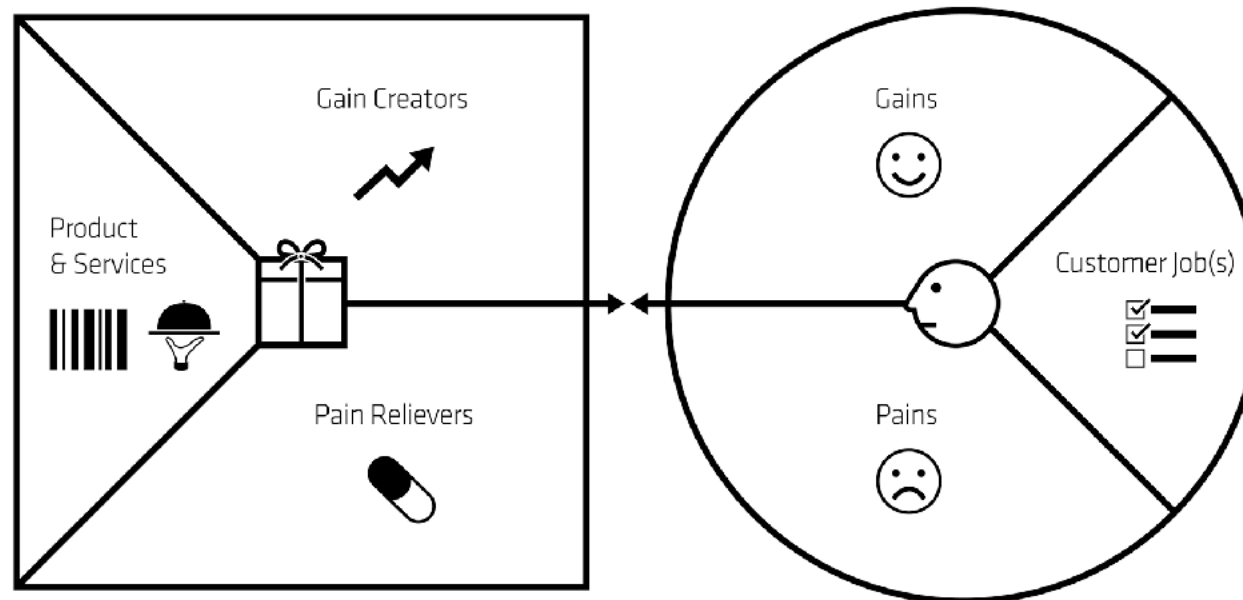 Gain Creators
Product
& Services
Pain Relievers
Gains
Customer Job(s)
Pains